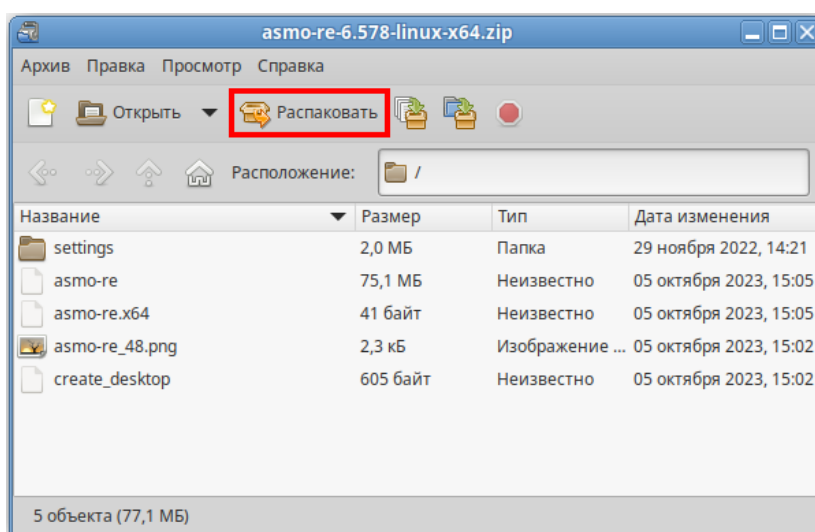 asmo-re-6.578-linux-x64.zip
Архив Правка Просмотр Справка
Открыть Распаковать
Расположение: /
Название Размер Тип Дата изменения
settings 2,0 МБ Папка 29 ноября 2022, 14:21
asmo-re 75,1 МБ Неизвестно 05 октября 2023, 15:05
asmo-re.x64 41 байт Неизвестно 05 октября 2023, 15:05
asmo-re_48.png 2,3 кБ Изображение ... 05 октября 2023, 15:02
create_desktop 605 байт Неизвестно 05 октября 2023, 15:02
5 объекта (77,1 МБ)